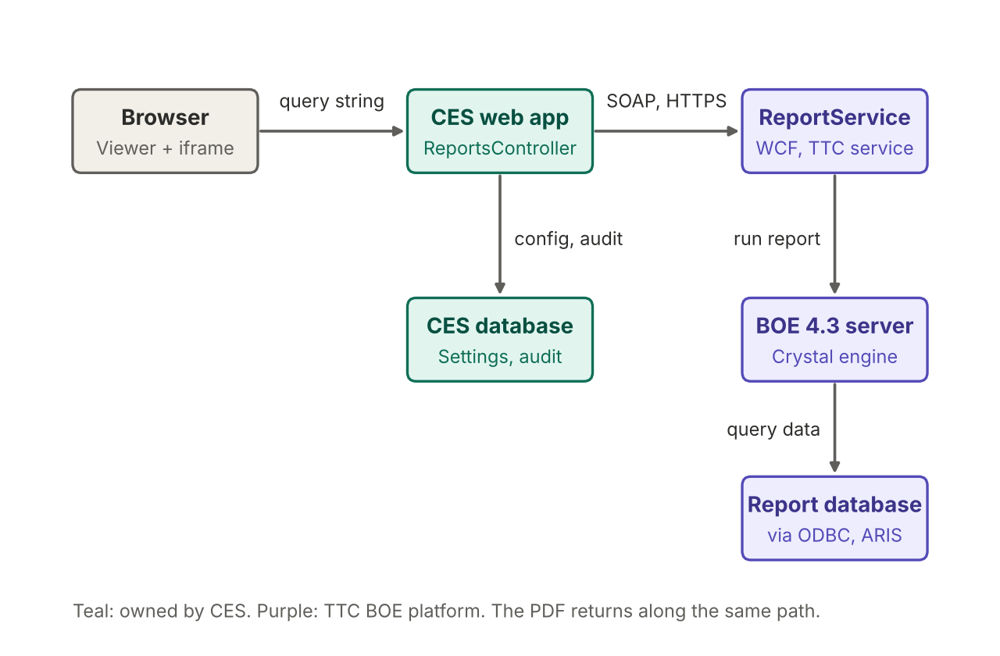 Browser
Viewer + iframe
query string
CES web app
ReportsController
SOAP, HTTPS
ReportService
WCF, TTC service
config, audit
run report
CES database
Settings, audit
BOE 4.3 server
Crystal engine
query data
Report database
via ODBC, ARIS
Teal: owned by CES. Purple: TTC BOE platform. The PDF returns along the same path.